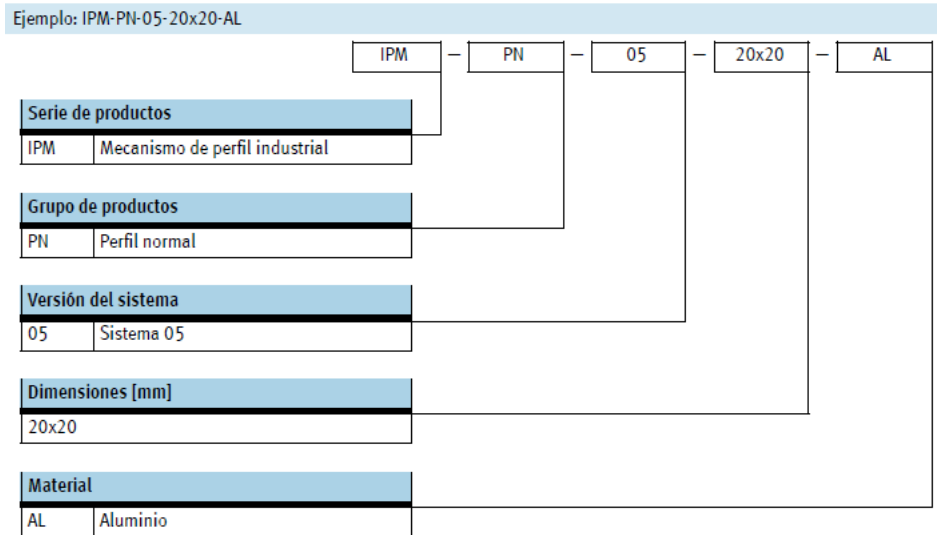 Ejemplo: IPM-PN-05-20x20-AL
IPM – PN – 05 – 20x20 – AL
Serie de productos
IPM Mecanismo de perfil industrial
Grupo de productos
PN Perfil normal
Versión del sistema
05 Sistema 05
Dimensiones [mm]
20x20
Material
AL Aluminio